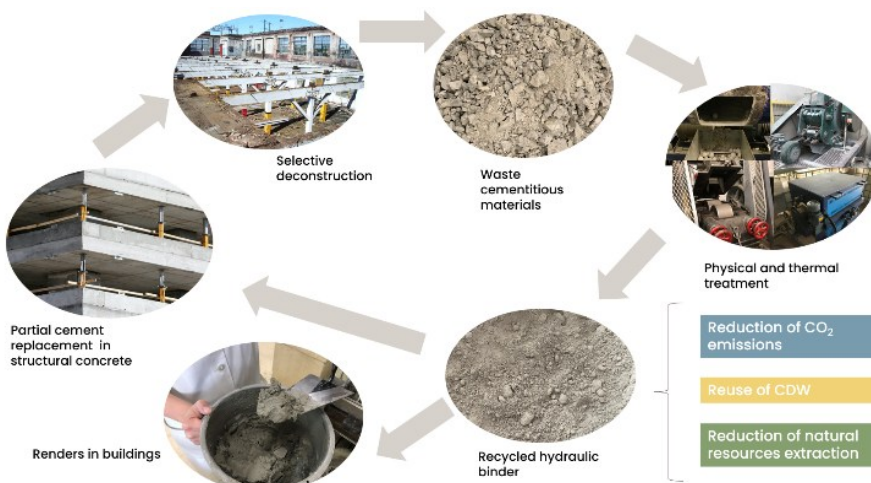 Selective
deconstruction
Waste
cementitious
materials
Physical and thermal
treatment
Partial cement
replacement in
structural concrete
Renders in buildings
Recycled hydraulic
binder
Reduction of CO₂
emissions
Reuse of CDW
Reduction of natural
resources extraction